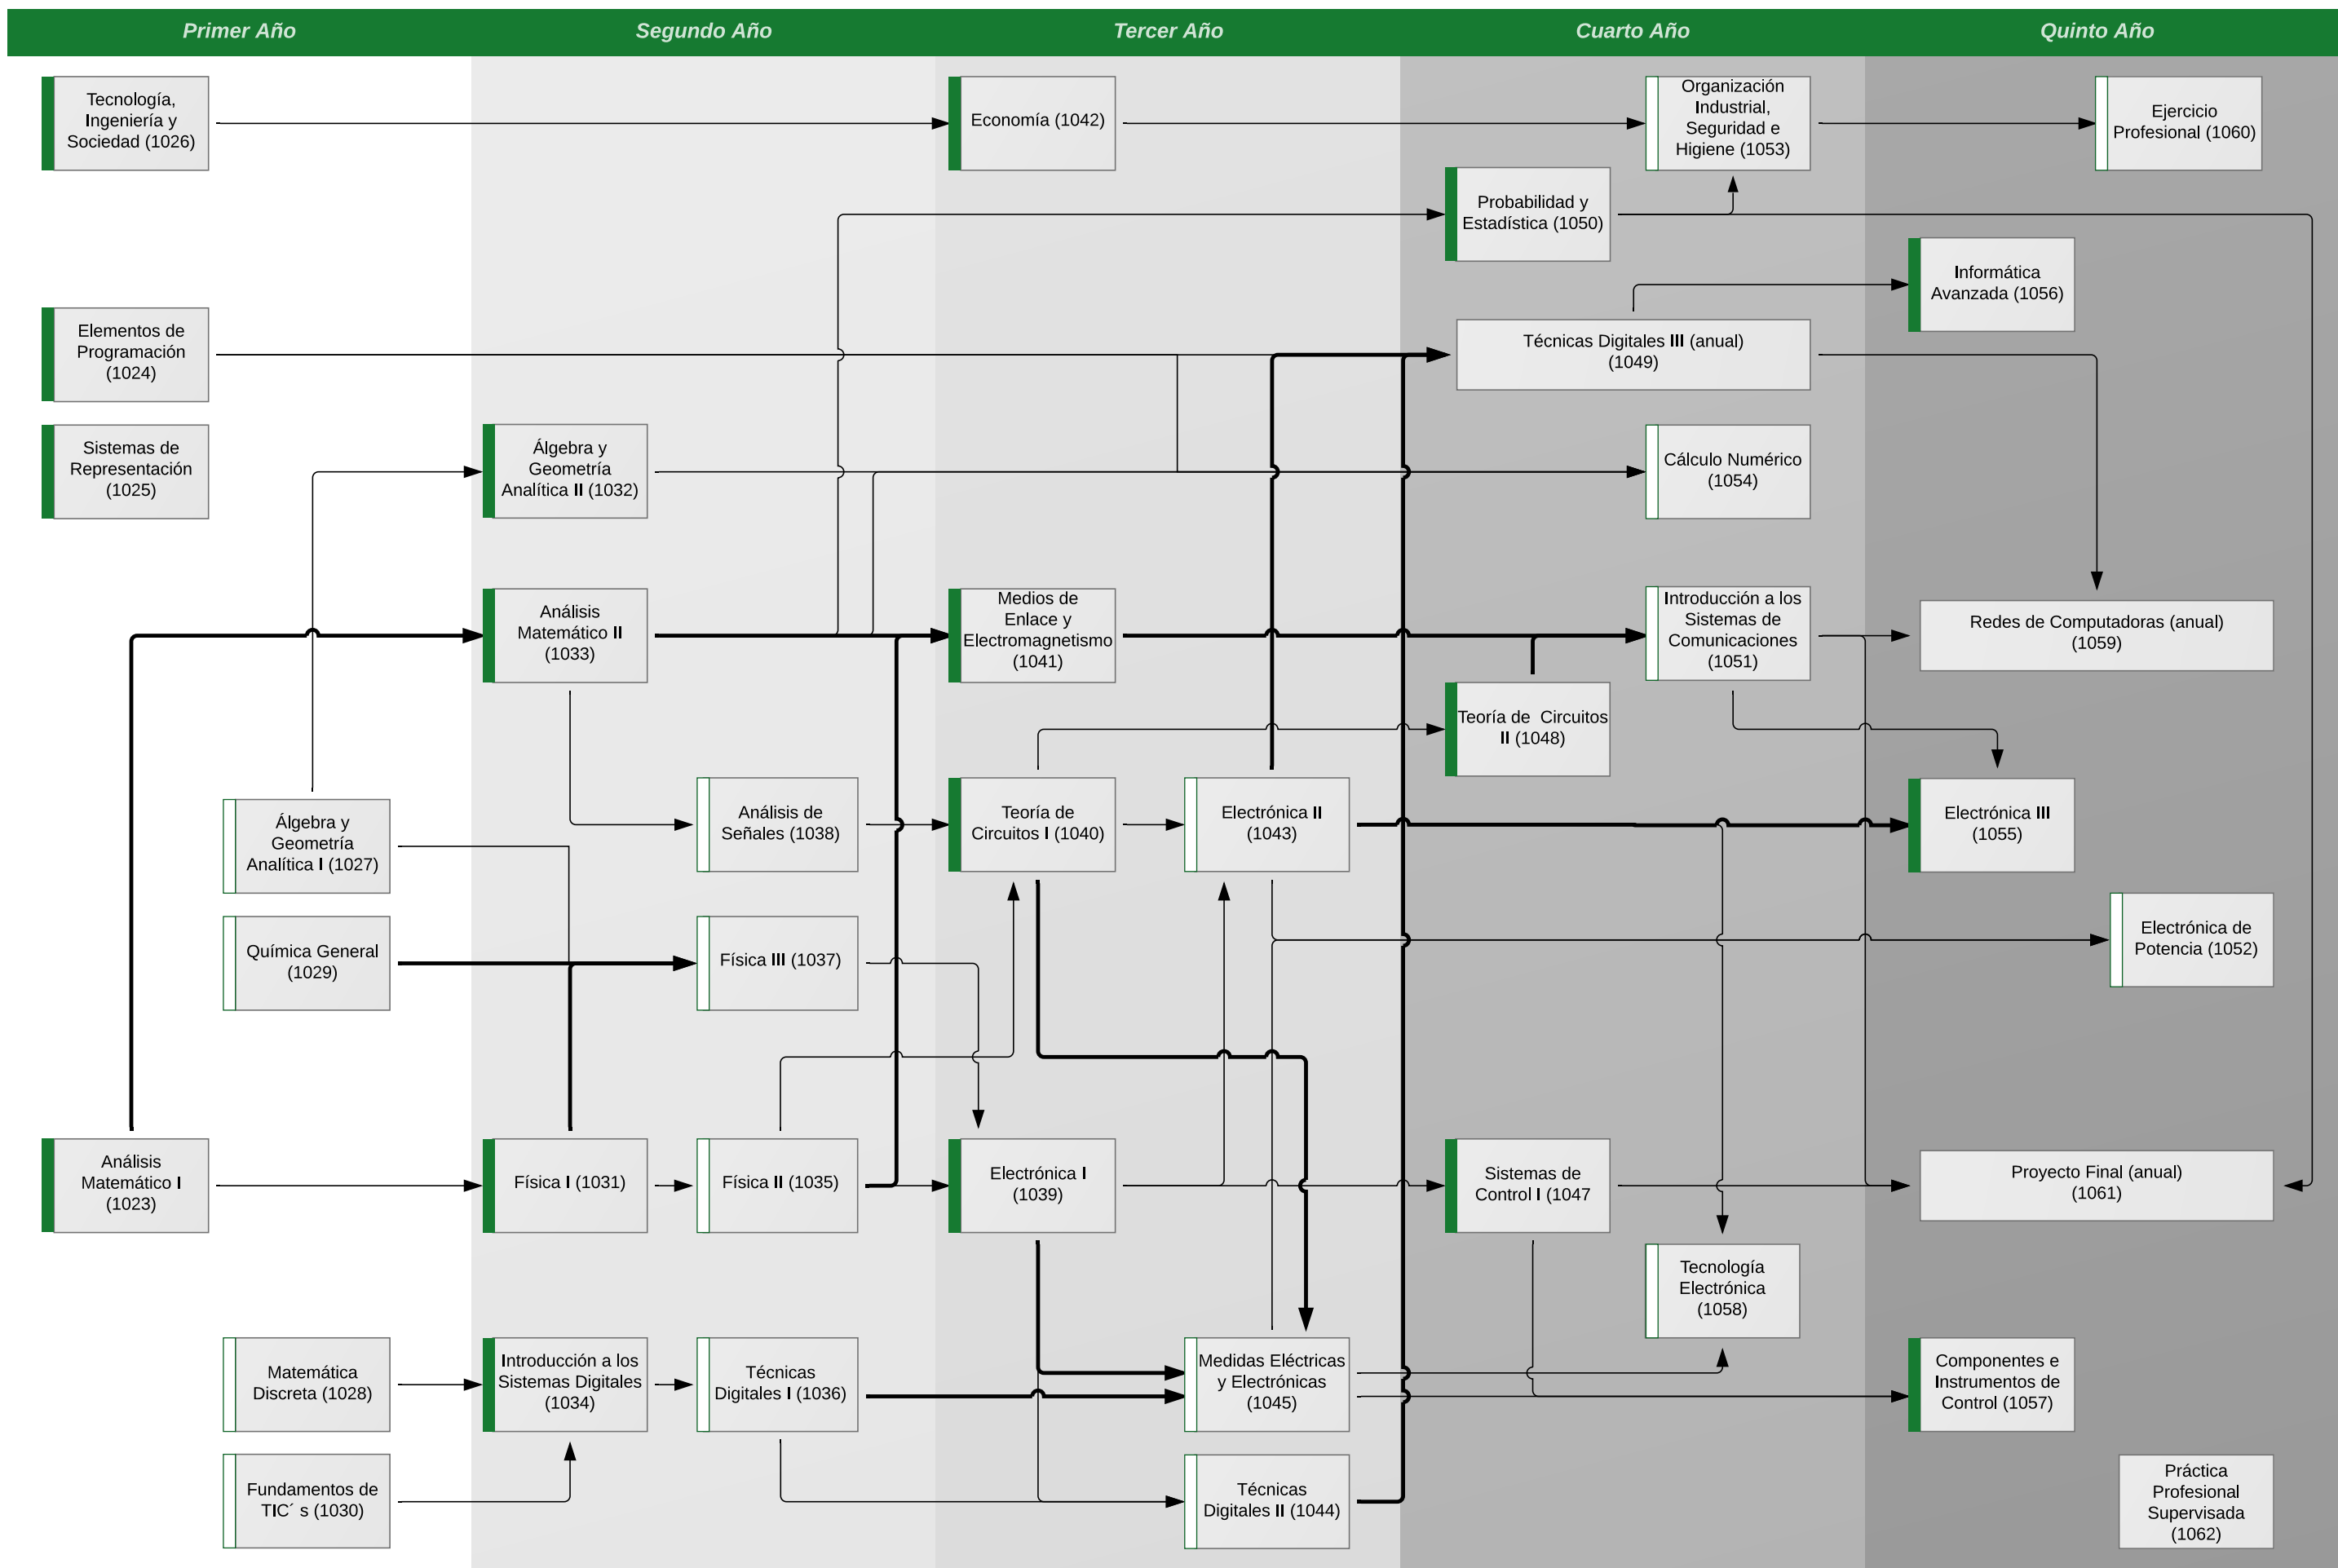 Primer Año
Segundo Año
Tercer Año
Cuarto Año
Quinto Año
Tecnología,
Ingeniería y
Sociedad (1026)
Economía (1042)
Organización
Industrial,
Seguridad e
Higiene (1053)
Ejercicio
Profesional (1060)
Probabilidad y
Estadística (1050)
Informática
Avanzada (1056)
Elementos de
Programación
(1024)
Técnicas Digitales III (anual)
(1049)
Sistemas de
Representación
(1025)
Álgebra y
Geometría
Analítica II (1032)
Cálculo Numérico
(1054)
Análisis
Matemático II
(1033)
Medios de
Enlace y
Electromagnetismo
(1041)
Introducción a los
Sistemas de
Comunicaciones
(1051)
Redes de Computadoras (anual)
(1059)
Teoría de Circuitos
II (1048)
Álgebra y
Geometría
Analítica I (1027)
Análisis de
Señales (1038)
Teoría de
Circuitos I (1040)
Electrónica II
(1043)
Electrónica III
(1055)
Química General
(1029)
Física III (1037)
Electrónica de
Potencia (1052)
Análisis
Matemático I
(1023)
Física I (1031)
Física II (1035)
Electrónica I
(1039)
Sistemas de
Control I (1047
Proyecto Final (anual)
(1061)
Tecnología
Electrónica
(1058)
Matemática
Discreta (1028)
Introducción a los
Sistemas Digitales
(1034)
Técnicas
Digitales I (1036)
Medidas Eléctricas
y Electrónicas
(1045)
Componentes e
Instrumentos de
Control (1057)
Fundamentos de
TIC´ s (1030)
Técnicas
Digitales II (1044)
Práctica
Profesional
Supervisada
(1062)